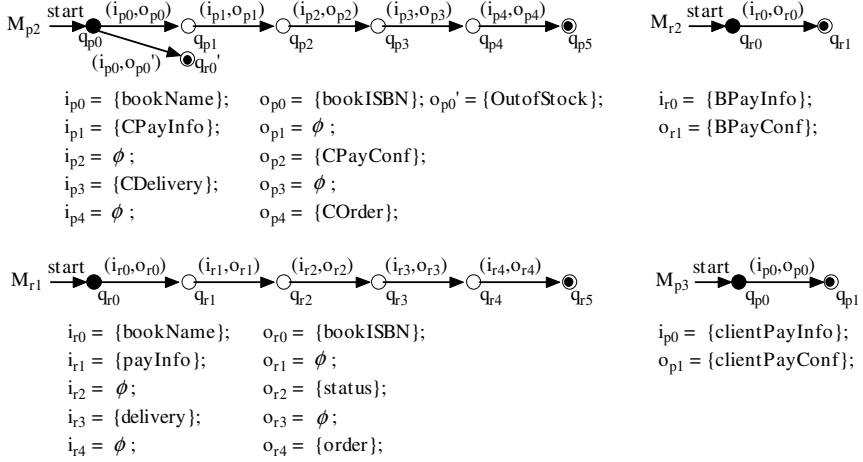 M_p2 start (i_p0,o_p0) (i_p1,o_p1) (i_p2,o_p2) (i_p3,o_p3) (i_p4,o_p4)
q_p0 q_p1 q_p2 q_p3 q_p4 q_p5
(i_p0,o_p0') q_r0'
i_p0 = {bookName}; o_p0 = {bookISBN}; o_p0' = {OutofStock};
i_p1 = {CPayInfo}; o_p1 = ϕ ;
i_p2 = ϕ ; o_p2 = {CPayConf};
i_p3 = {CDelivery}; o_p3 = ϕ ;
i_p4 = ϕ ; o_p4 = {COrder};
M_r2 start (i_r0,o_r0)
q_r0 q_r1
i_r0 = {BPayInfo};
o_r1 = {BPayConf};
M_r1 start (i_r0,o_r0) (i_r1,o_r1) (i_r2,o_r2) (i_r3,o_r3) (i_r4,o_r4)
q_r0 q_r1 q_r2 q_r3 q_r4 q_r5
i_r0 = {bookName}; o_r0 = {bookISBN};
i_r1 = {payInfo}; o_r1 = ϕ ;
i_r2 = ϕ ; o_r2 = {status};
i_r3 = {delivery}; o_r3 = ϕ ;
i_r4 = ϕ ; o_r4 = {order};
M_p3 start (i_p0,o_p0)
q_p0 q_p1
i_p0 = {clientPayInfo};
o_p1 = {clientPayConf};